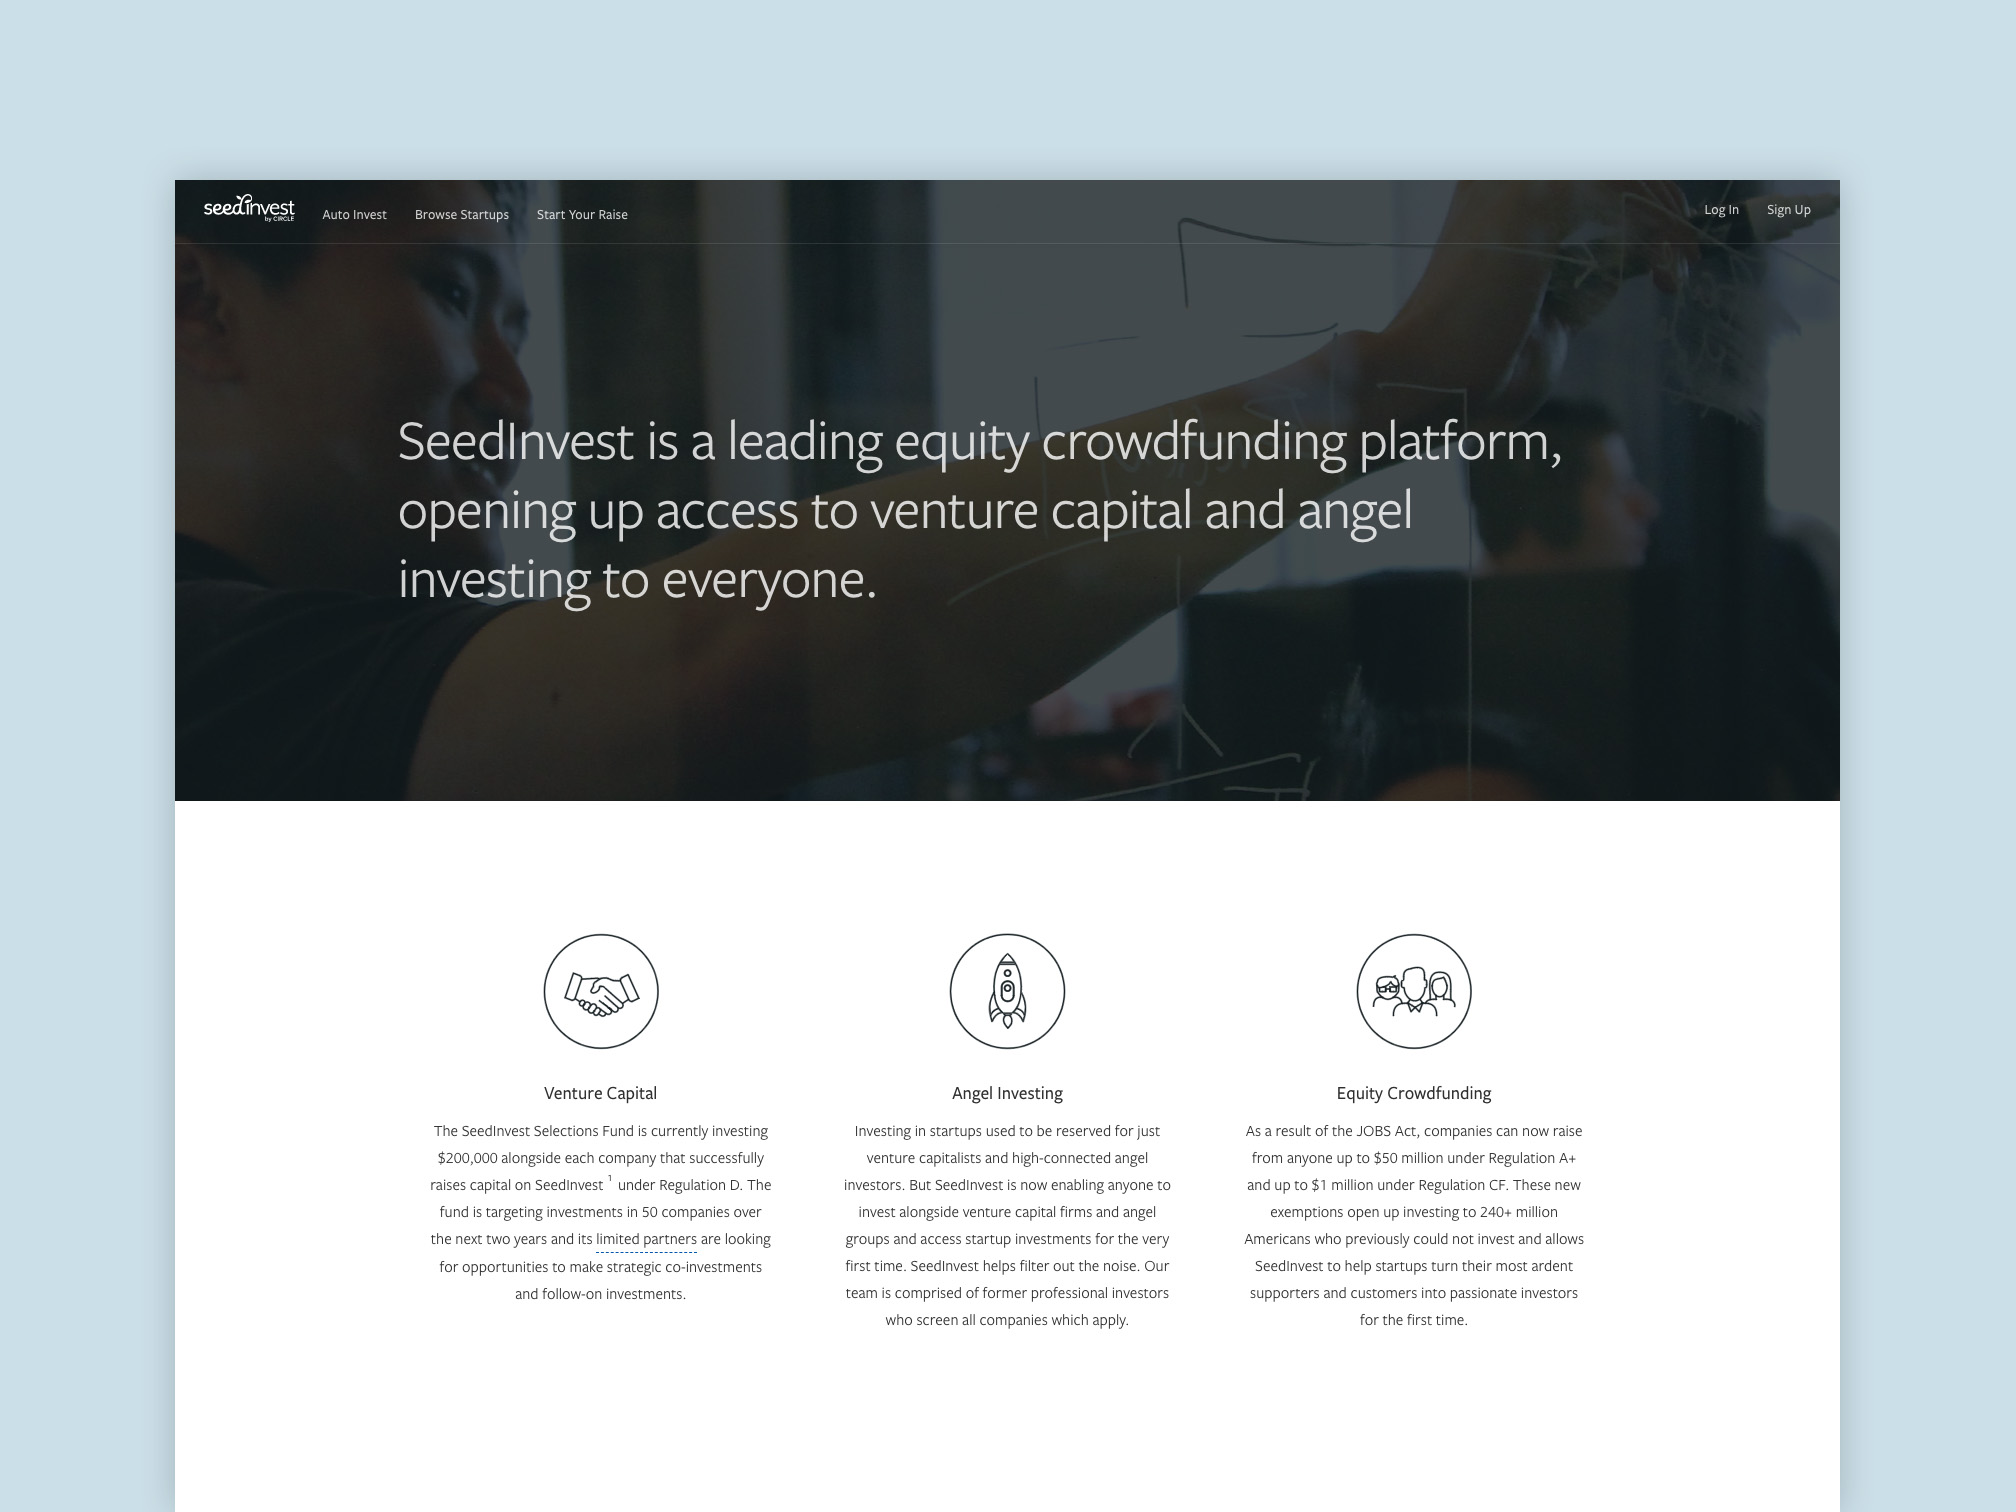 seedinvest
by CIRCLE
Auto Invest
Browse Startups
Start Your Raise
Log In
Sign Up
SeedInvest is a leading equity crowdfunding platform,
opening up access to venture capital and angel
investing to everyone.
Venture Capital
The SeedInvest Selections Fund is currently investing
$200,000 alongside each company that successfully
raises capital on SeedInvest ¹ under Regulation D. The
fund is targeting investments in 50 companies over
the next two years and its limited partners are looking
for opportunities to make strategic co-investments
and follow-on investments.
Angel Investing
Investing in startups used to be reserved for just
venture capitalists and high-connected angel
investors. But SeedInvest is now enabling anyone to
invest alongside venture capital firms and angel
groups and access startup investments for the very
first time. SeedInvest helps filter out the noise. Our
team is comprised of former professional investors
who screen all companies which apply.
Equity Crowdfunding
As a result of the JOBS Act, companies can now raise
from anyone up to $50 million under Regulation A+
and up to $1 million under Regulation CF. These new
exemptions open up investing to 240+ million
Americans who previously could not invest and allows
SeedInvest to help startups turn their most ardent
supporters and customers into passionate investors
for the first time.